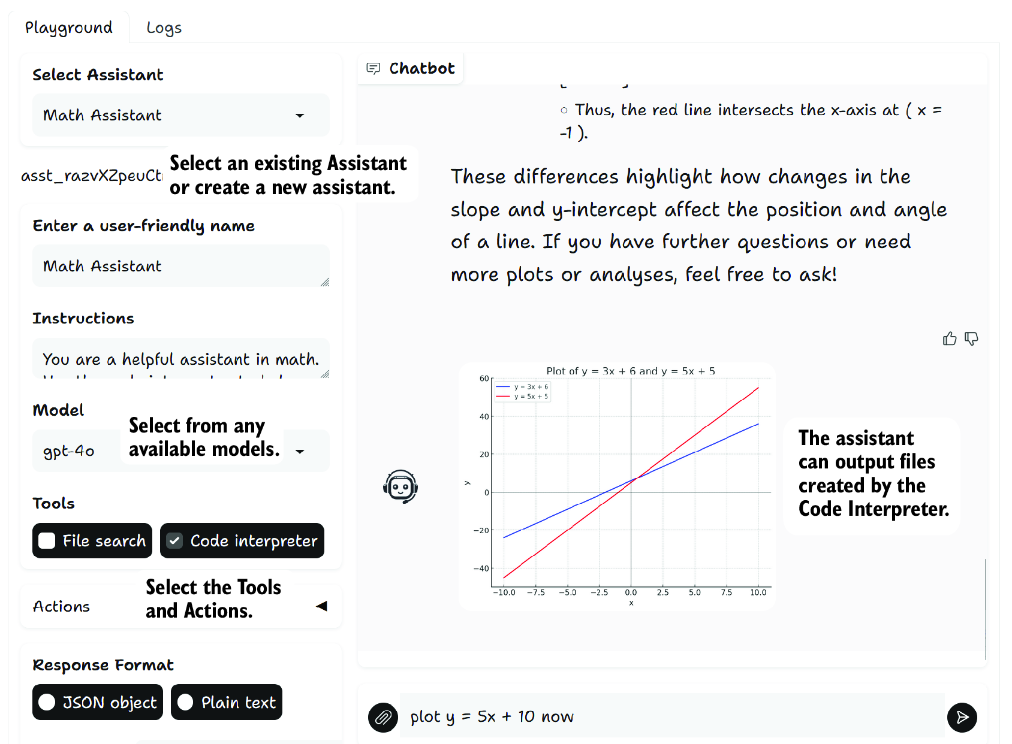 Playground
Logs
Select Assistant
Math Assistant
asst_razvXZpeuCt
Select an existing Assistant
or create a new assistant.
Enter a user-friendly name
Math Assistant
Instructions
You are a helpful assistant in math.
Model
gpt-4o
Select from any
available models.
Tools
File search
Code interpreter
Actions
Select the Tools
and Actions.
Response Format
JSON object
Plain text
Chatbot
Thus, the red line intersects the x-axis at ( x =
-1 ).
These differences highlight how changes in the
slope and y-intercept affect the position and angle
of a line. If you have further questions or need
more plots or analyses, feel free to ask!
Plot of y = 3x + 6 and y = 5x + 5
y = 3x + 6
y = 5x + 5
60
40
20
0
−20
−40
y
−10.0 −7.5 −5.0 −2.5 0.0 2.5 5.0 7.5 10.0
x
The assistant
can output files
created by the
Code Interpreter.
plot y = 5x + 10 now